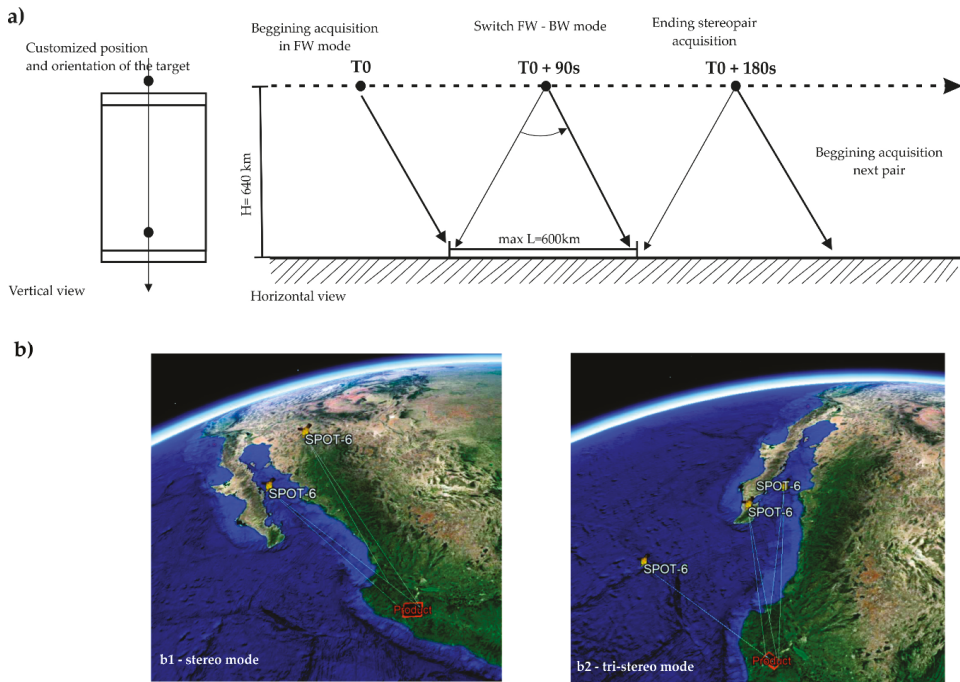 a)
Customized position
and orientation of the target
Vertical view
Beggining acquisition
in FW mode
T0
Switch FW - BW mode
T0 + 90s
Ending stereopair
acquisition
T0 + 180s
H= 640 km
max L=600km
Beggining acquisition
next pair
Horizontal view
b)
SPOT-6
SPOT-6
Product
b1 - stereo mode
SPOT-6
SPOT-6
SPOT-6
Product
b2 - tri-stereo mode